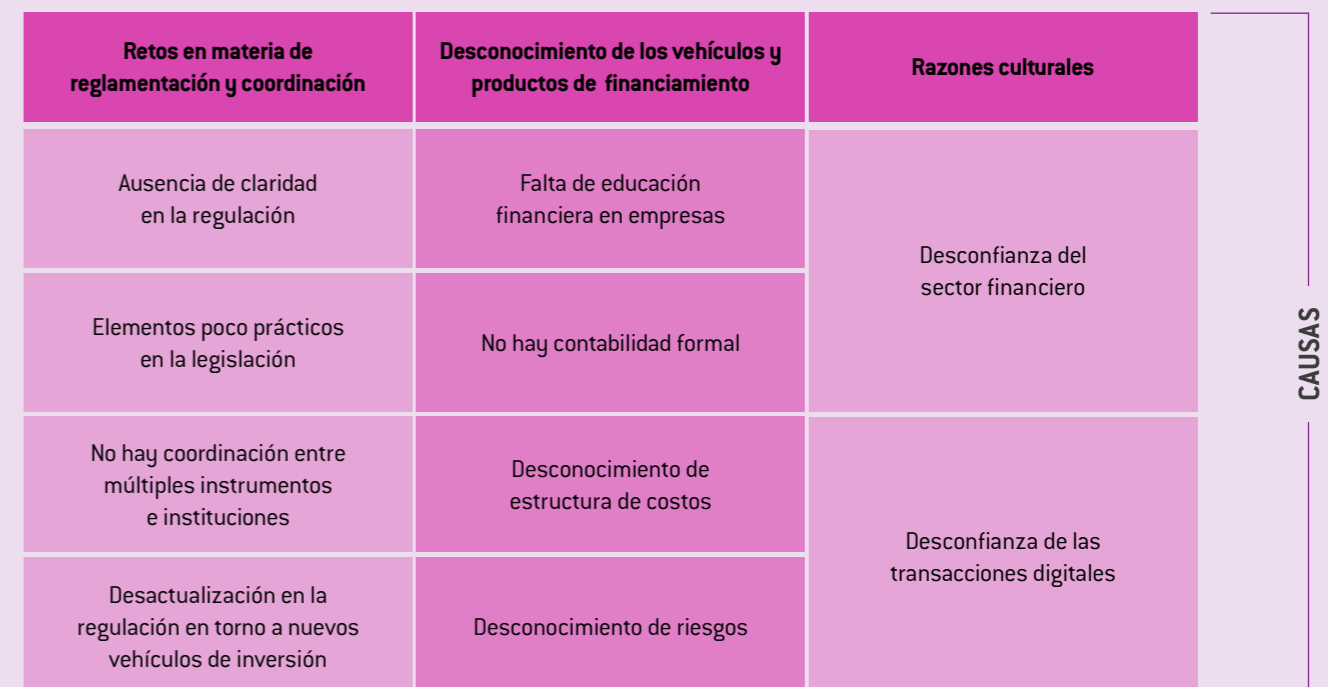 Retos en materia de
reglamentación y coordinación
Desconocimiento de los vehículos y
productos de financiamiento
Razones culturales
Ausencia de claridad
en la regulación
Falta de educación
financiera en empresas
Desconfianza del
sector financiero
Elementos poco prácticos
en la legislación
No hay contabilidad formal
No hay coordinación entre
múltiples instrumentos
e instituciones
Desconocimiento de
estructura de costos
Desconfianza de las
transacciones digitales
Desactualización en la
regulación en torno a nuevos
vehículos de inversión
Desconocimiento de riesgos
CAUSAS